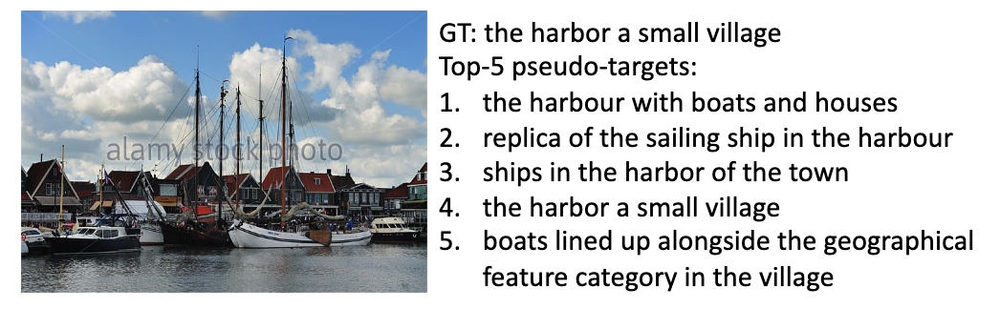 alamy stock photo
GT: the harbor a small village
Top-5 pseudo-targets:
1. the harbour with boats and houses
2. replica of the sailing ship in the harbour
3. ships in the harbor of the town
4. the harbor a small village
5. boats lined up alongside the geographical
feature category in the village